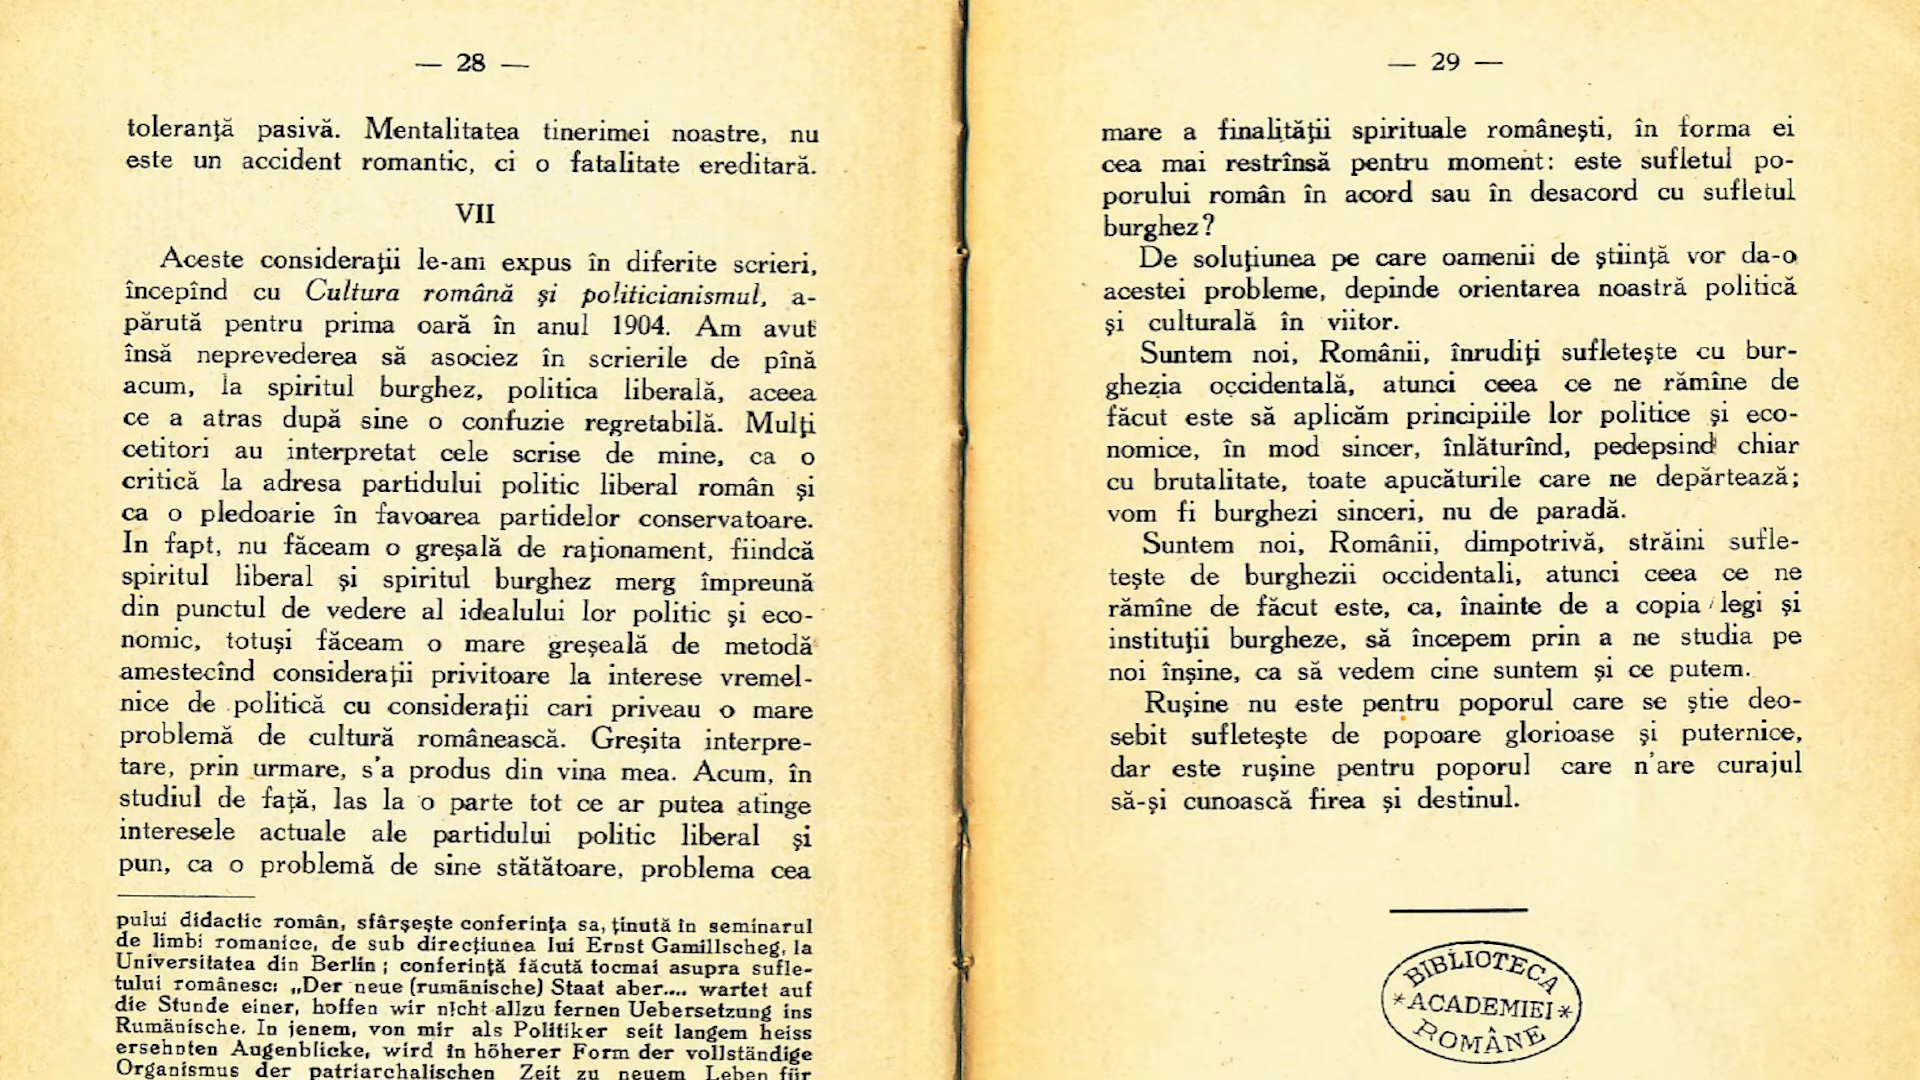 — 28 —
toleranţă pasivă. Mentalitatea tinerimei noastre, nu
este un accident romantic, ci o fatalitate ereditară.
VII
Aceste consideraţii le-am expus în diferite scrieri,
începînd cu Cultura română şi politicianismul, a-
părută pentru prima oară în anul 1904. Am avut
însă neprevederea să asociez în scrierile de pînă
acum, la spiritul burghez, politica liberală, aceea
ce a atras după sine o confuzie regretabilă. Mulţi
cetitori au interpretat cele scrise de mine, ca o
critică la adresa partidului politic liberal român şi
ca o pledoarie în favoarea partidelor conservatoare.
In fapt, nu făceam o greşală de raţionament, fiindcă
spiritul liberal şi spiritul burghez merg împreună
din punctul de vedere al idealului lor politic şi eco-
nomic, totuşi făceam o mare greşeală de metodă
amestecînd consideraţii privitoare la interese vremel-
nice de politică cu consideraţii cari priveau o mare
problemă de cultură românească. Greşita interpre-
tare, prin urmare, s'a produs din vina mea. Acum, în
studiul de faţă, las la o parte tot ce ar putea atinge
interesele actuale ale partidului politic liberal şi
pun, ca o problemă de sine stătătoare, problema cea
pului didactic român, sfârşeşte conferinţa sa, ţinută în seminarul
de limbi romanice, de sub direcţiunea lui Ernst Gamillscheg, la
Universitatea din Berlin ; conferinţă făcută tocmai asupra sufle-
tului românesc: „Der neue (rumänische) Staat aber.... wartet auf
die Stunde einer, hoffen wir nicht allzu fernen Uebersetzung ins
Rumänische. In jenem, von mir als Politiker seit langem heiss
ersehnten Augenblicke, wird in höherer Form der vollständige
Organismus der patriarchalischen Zeit zu neuem Leben für
— 29 —
mare a finalităţii spirituale româneşti, în forma ei
cea mai restrînsă pentru moment: este sufletul po-
porului român în acord sau în desacord cu sufletul
burghez?
De soluţiunea pe care oamenii de ştiinţă vor da-o
acestei probleme, depinde orientarea noastră politică
şi culturală în viitor.
Suntem noi, Românii, înrudiţi sufleteşte cu bur-
ghezia occidentală, atunci ceea ce ne rămîne de
făcut este să aplicăm principiile lor politice şi eco-
nomice, în mod sincer, înlăturînd, pedepsind chiar
cu brutalitate, toate apucăturile care ne depărtează;
vom fi burghezi sinceri, nu de paradă.
Suntem noi, Românii, dimpotrivă, străini sufle-
teşte de burghezii occidentali, atunci ceea ce ne
rămîne de făcut este, ca, înainte de a copia legi şi
instituţii burgheze, să începem prin a ne studia pe
noi înşine, ca să vedem cine suntem şi ce putem.
Ruşine nu este pentru poporul care se ştie deo-
sebit sufleteşte de popoare glorioase şi puternice,
dar este ruşine pentru poporul care n'are curajul
să-şi cunoască firea şi destinul.
BIBLIOTECA
*ACADEMIEI*
ROMÂNE